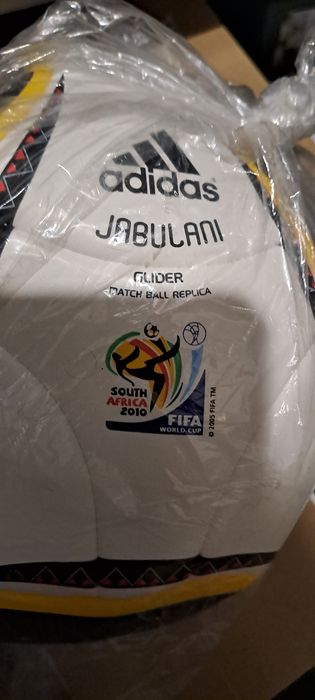 adidas
JABULANI
GLIDER
MATCH BALL REPLICA
SOUTH
AFRICA
2010
FIFA
WORLD CUP
© 2005 FIFA TM